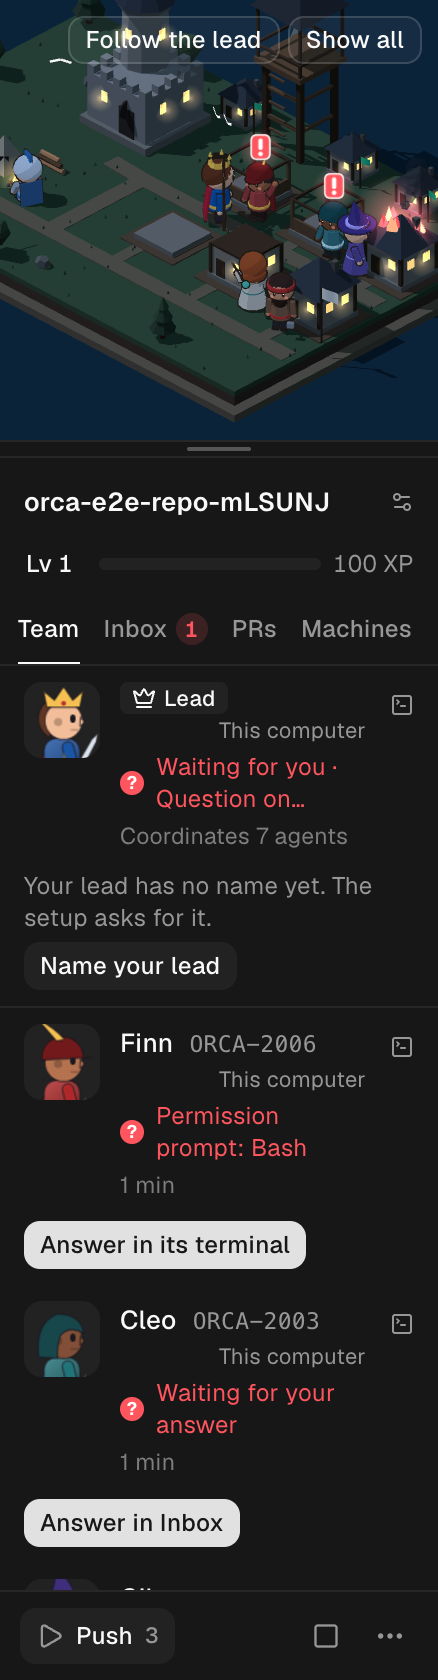 Follow the lead
Show all
orca-e2e-repo-mLSUNJ
Lv 1
100 XP
Team
Inbox 1
PRs
Machines
Lead
This computer
Waiting for you ·
Question on...
Coordinates 7 agents
Your lead has no name yet. The
setup asks for it.
Name your lead
Finn ORCA-2006
This computer
Permission
prompt: Bash
1 min
Answer in its terminal
Cleo ORCA-2003
This computer
Waiting for your
answer
1 min
Answer in Inbox
Push 3